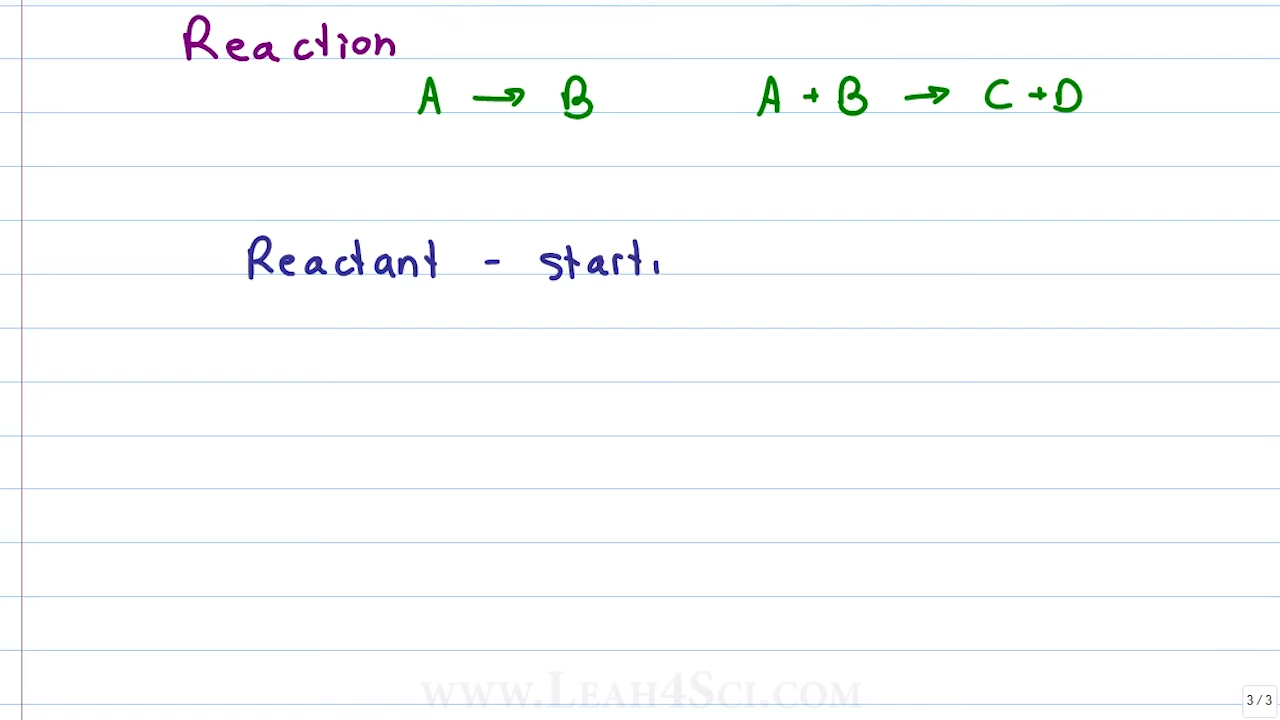 Reaction
A → B    A + B → C + D
Reactant - start
www.Leah4Sci.com
3 / 3